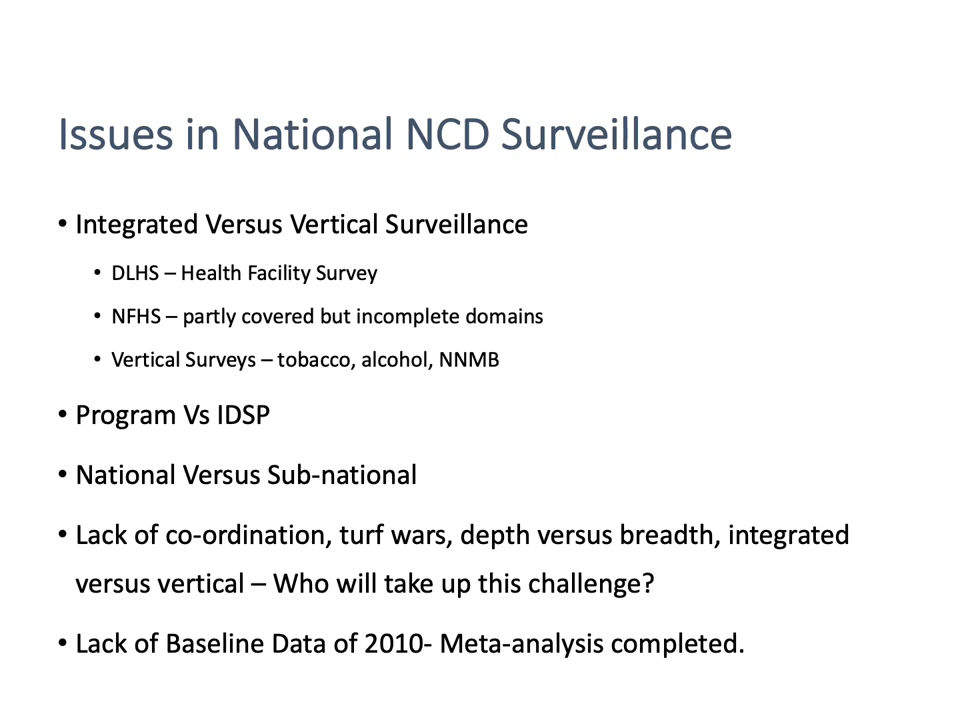 Issues in National NCD Surveillance
• Integrated Versus Vertical Surveillance
• DLHS – Health Facility Survey
• NFHS – partly covered but incomplete domains
• Vertical Surveys – tobacco, alcohol, NNMB
• Program Vs IDSP
• National Versus Sub-national
• Lack of co-ordination, turf wars, depth versus breadth, integrated
versus vertical – Who will take up this challenge?
• Lack of Baseline Data of 2010- Meta-analysis completed.